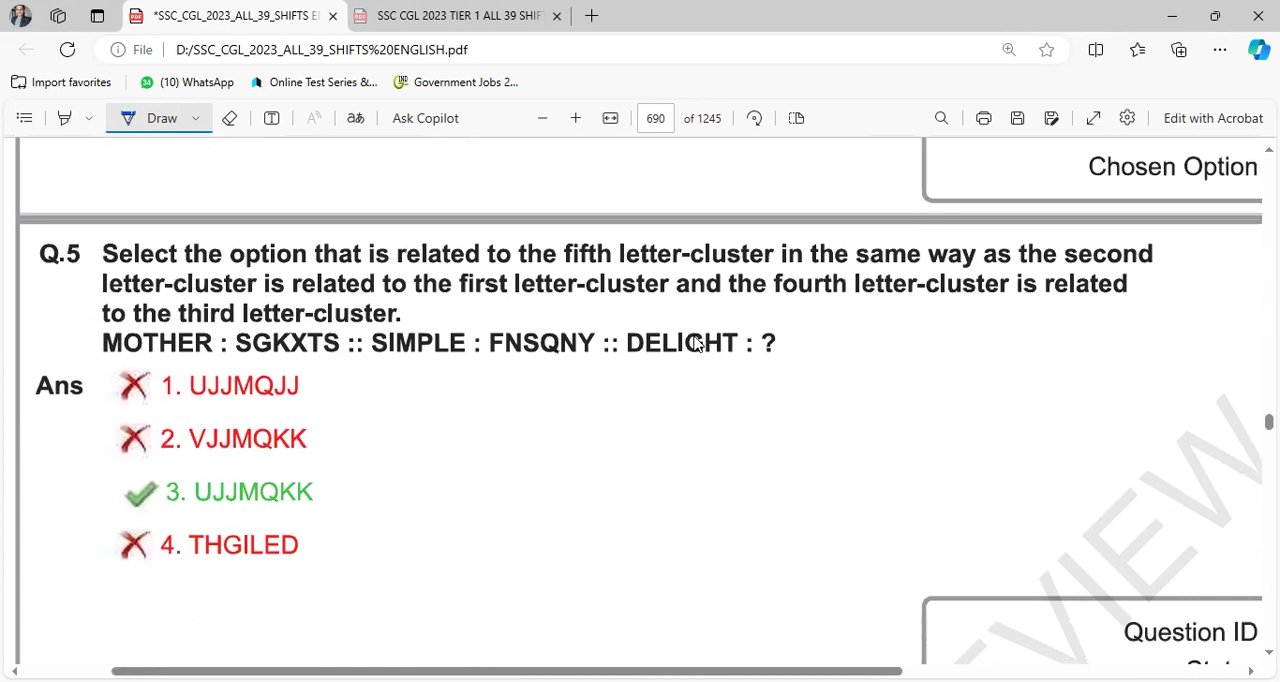 *SSC_CGL_2023_ALL_39_SHIFTS E
SSC CGL 2023 TIER 1 ALL 39 SHIF
File
D:/SSC_CGL_2023_ALL_39_SHIFTS%20ENGLISH.pdf
Import favorites
(10) WhatsApp
Online Test Series &...
Government Jobs 2...
Draw
Ask Copilot
690 of 1245
Edit with Acrobat
Chosen Option
Q.5 Select the option that is related to the fifth letter-cluster in the same way as the second
letter-cluster is related to the first letter-cluster and the fourth letter-cluster is related
to the third letter-cluster.
MOTHER : SGKXTS :: SIMPLE : FNSQNY :: DELIGHT : ?
Ans
1. UJJMQJJ
2. VJJMQKK
3. UJJMQKK
4. THGILED
VIEW
Question ID